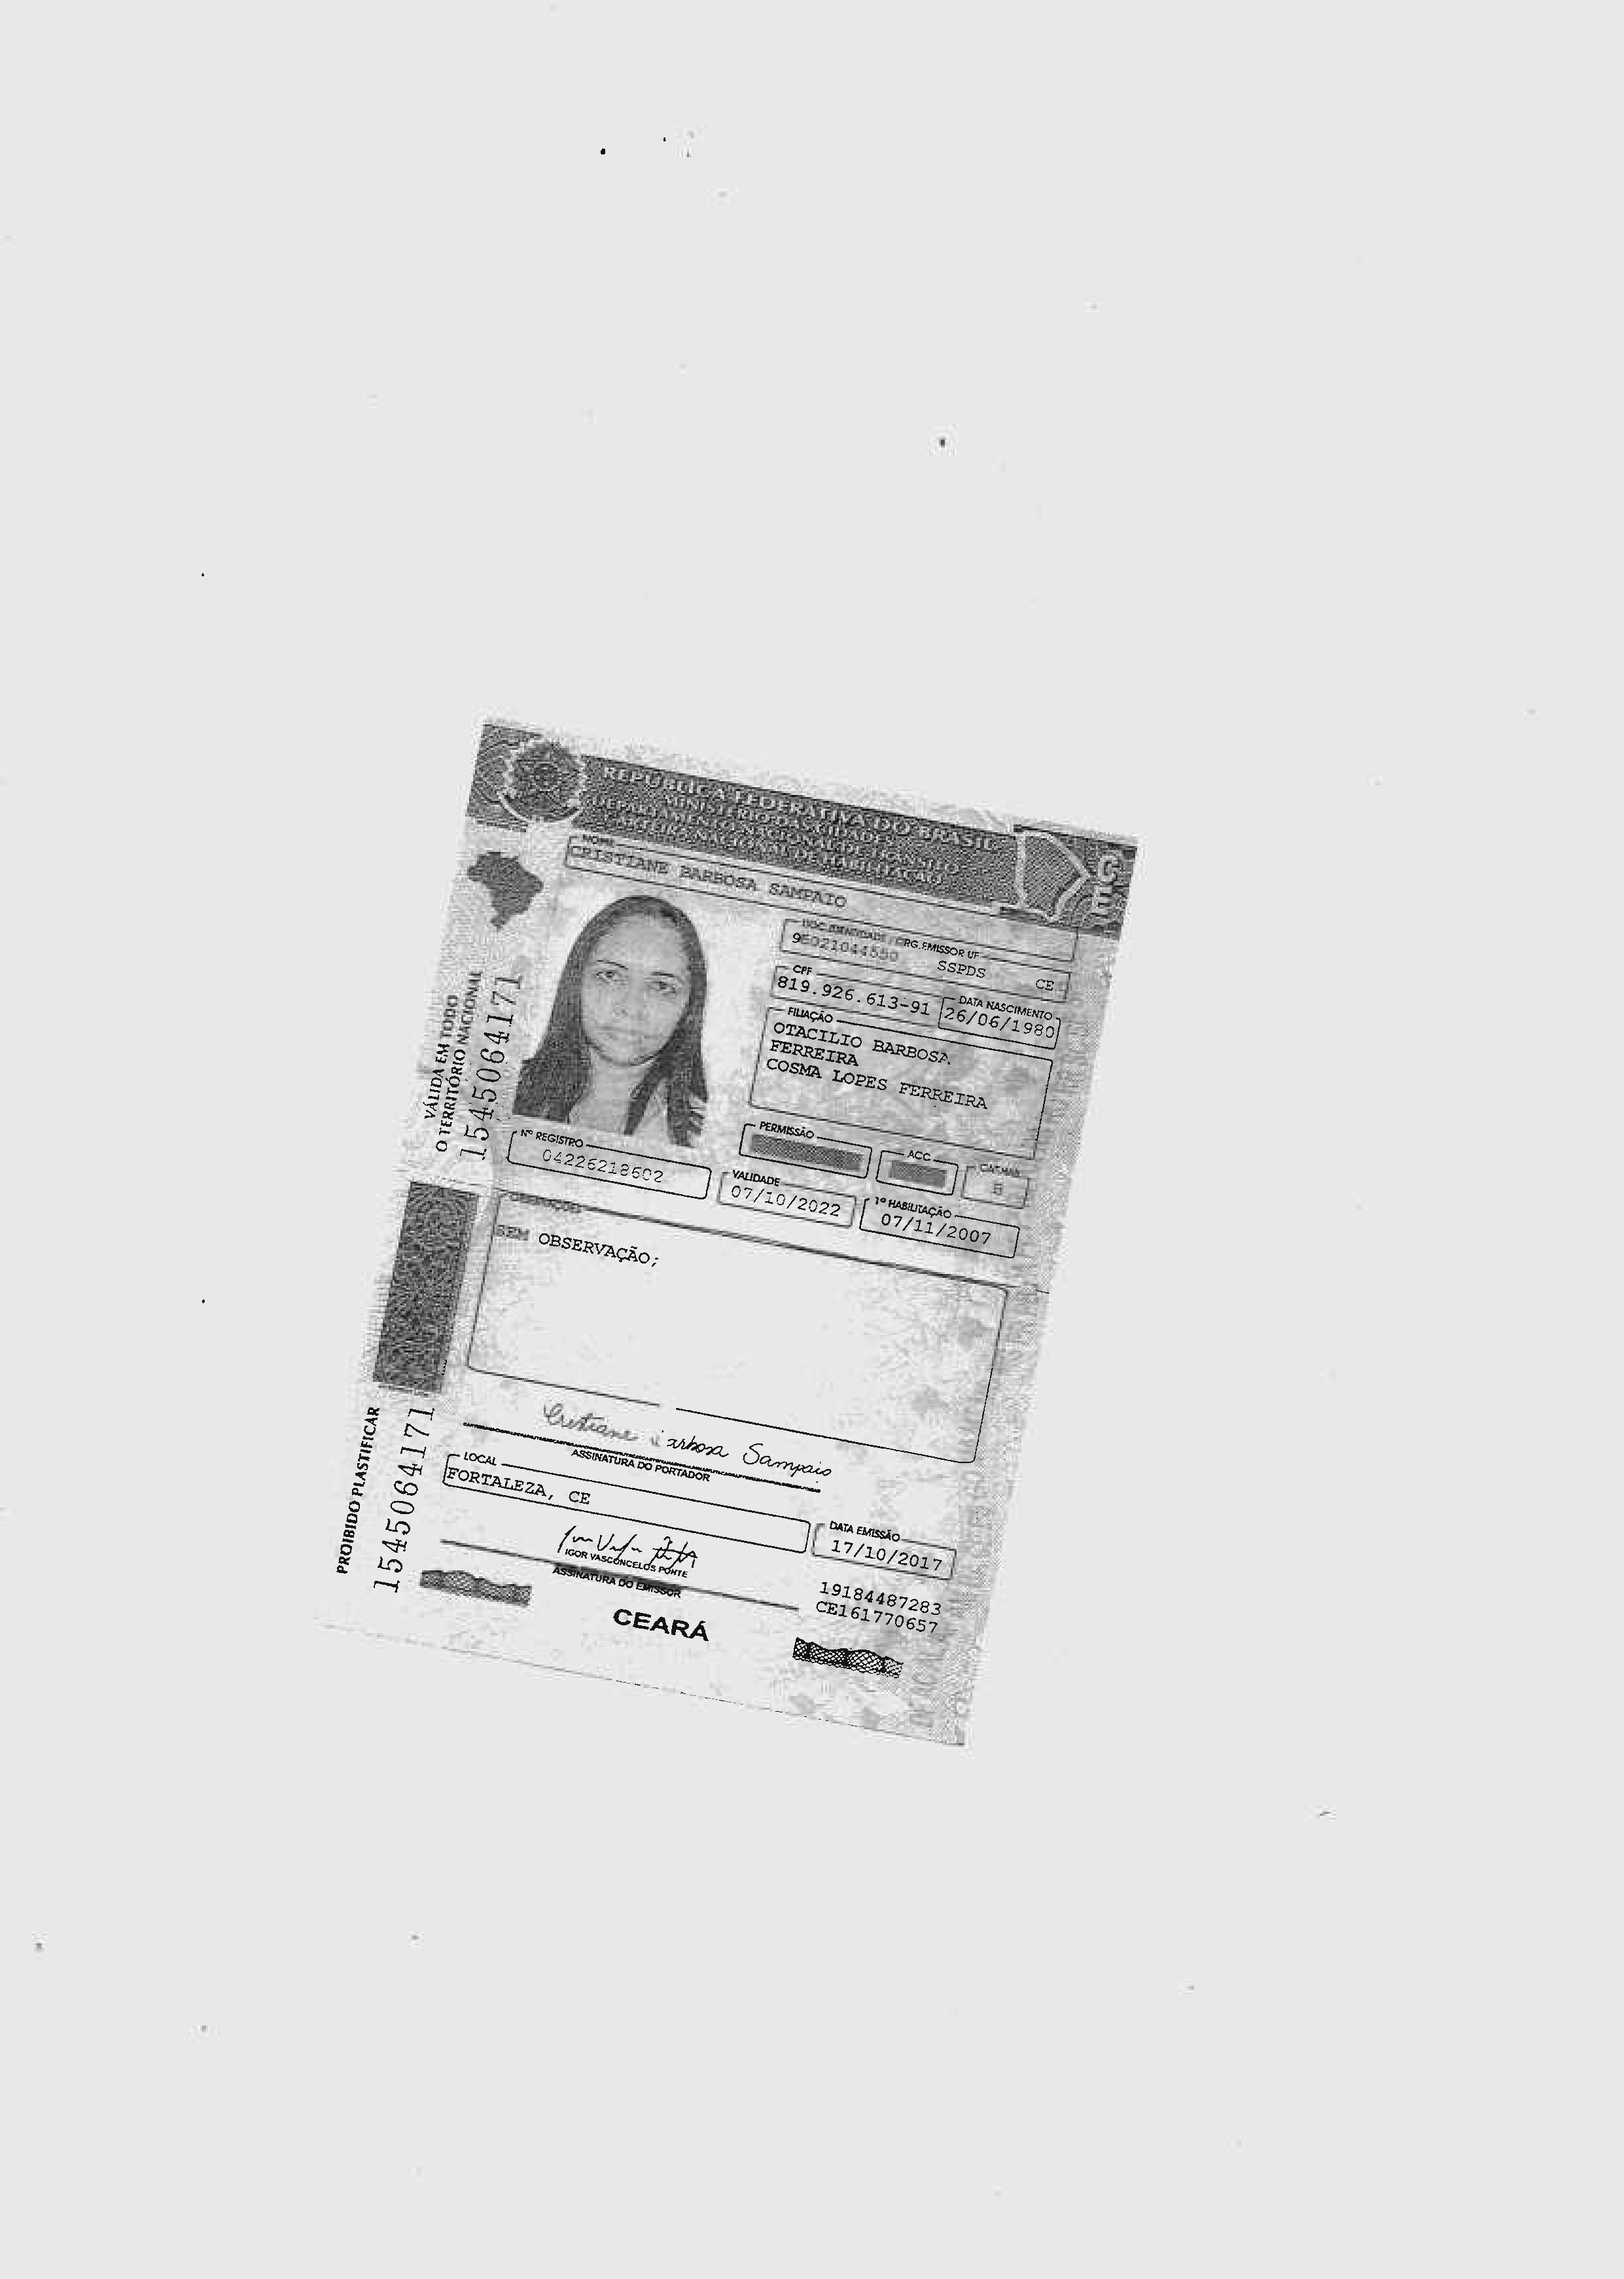 REPÚBLICA FEDERATIVA DO BRASIL
MINISTÉRIO DAS CIDADES
DEPARTAMENTO NACIONAL DE TRÂNSITO
CARTEIRA NACIONAL DE HABILITAÇÃO
CE
NOME
CRISTIANE BARBOSA SAMPAIO
DOC. IDENTIDADE / ORG. EMISSOR UF
SSPDS CE
CPF
819.926.613-91
DATA NASCIMENTO
26/06/1980
FILIAÇÃO
OTACILIO BARBOSA
FERREIRA
COSMA LOPES FERREIRA
PERMISSÃO
ACC
CAT.HAB.
B
Nº REGISTRO
04226218602
VALIDADE
07/10/2022
1ª HABILITAÇÃO
07/11/2007
VÁLIDA EM TODO
O TERRITÓRIO NACIONAL
1545064171
OBSERVAÇÕES
SEM OBSERVAÇÃO;
Cristiane Barbosa Sampaio
ASSINATURA DO PORTADOR
LOCAL
FORTALEZA, CE
DATA EMISSÃO
17/10/2017
IGOR VASCONCELOS PONTE
ASSINATURA DO EMISSOR
19184487283
CE161770657
CEARÁ
PROIBIDO PLASTIFICAR
1545064171